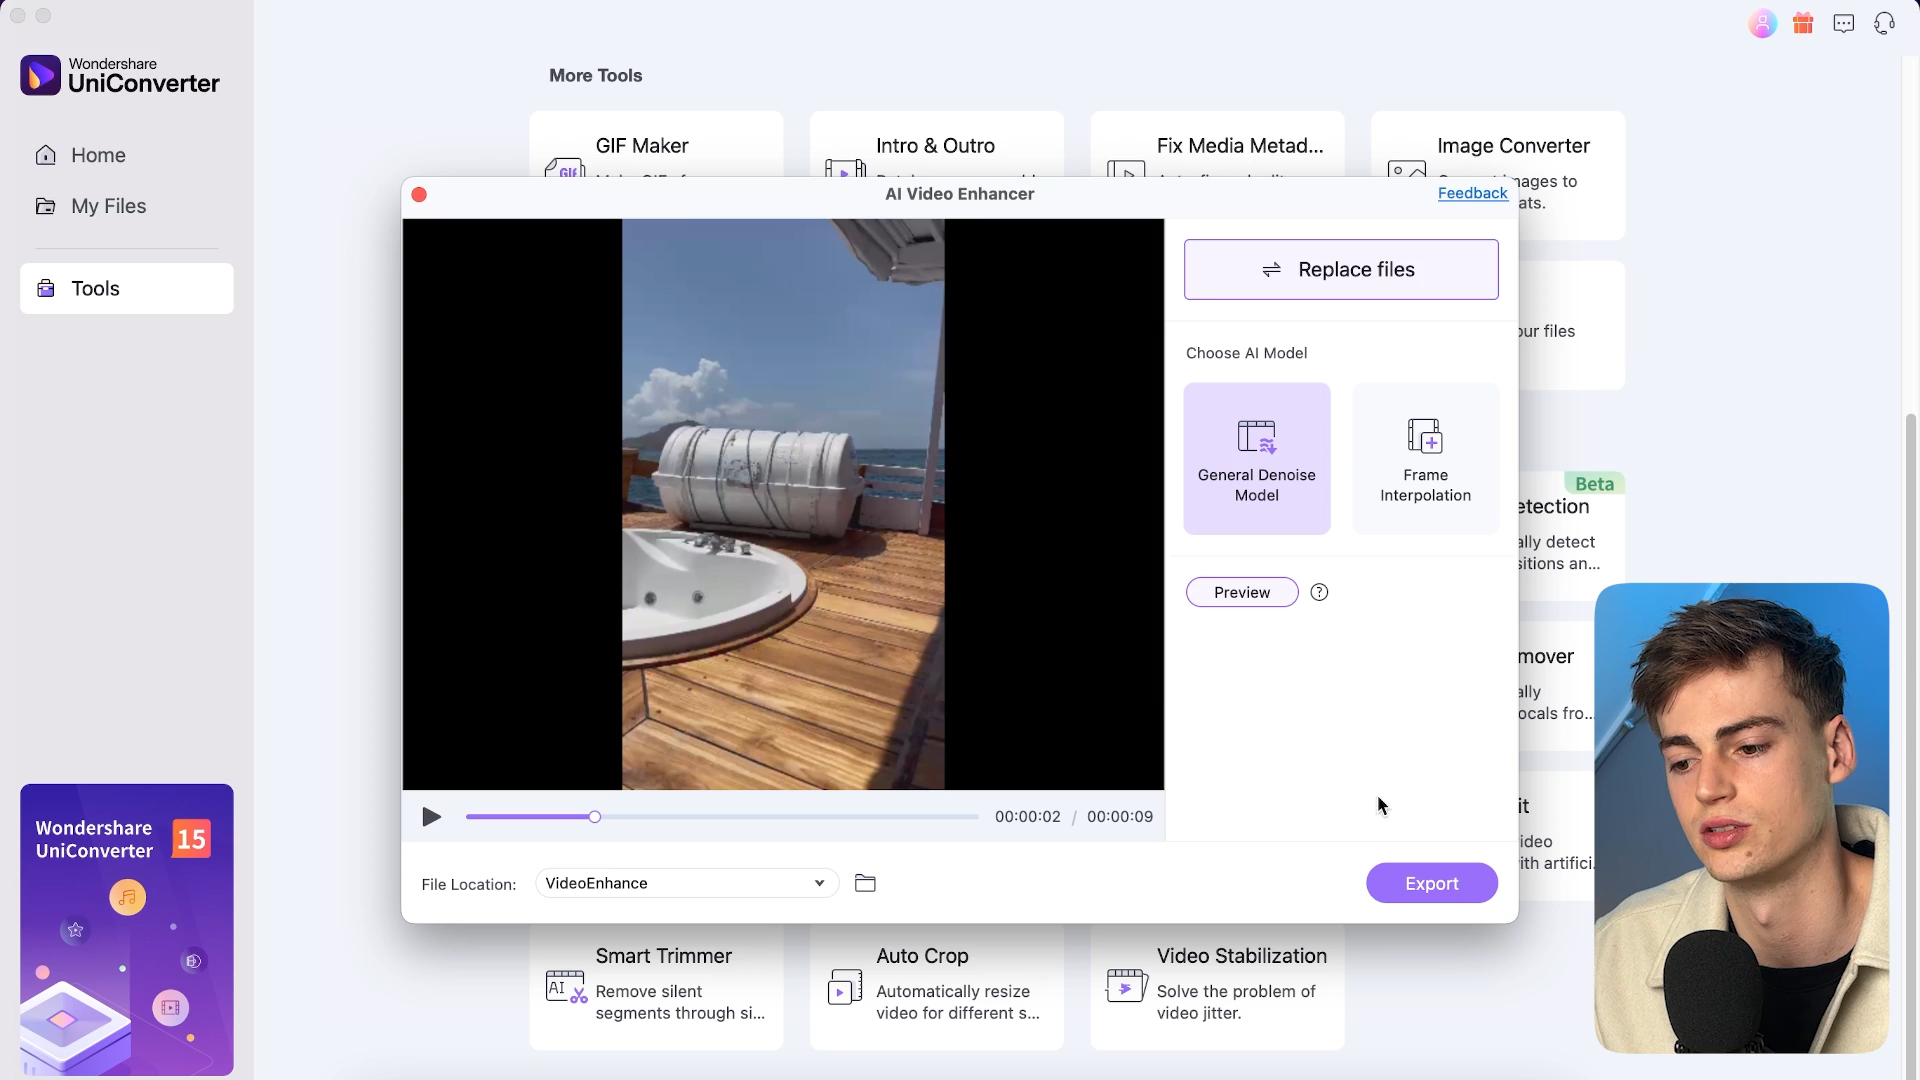 Wondershare
UniConverter
Home
My Files
Tools
Wondershare
UniConverter
15
More Tools
GIF Maker
GIF
Intro & Outro
Fix Media Metad...
Image Converter
ats.
our files
Beta
etection
ally detect
sitions an...
mover
ally
ocals fro...
it
ideo
ith artifici...
AI Video Enhancer
Feedback
Replace files
Choose AI Model
General Denoise
Model
Frame
Interpolation
Preview
?
00:00:02 / 00:00:09
File Location:
VideoEnhance
Export
Smart Trimmer
AI
Remove silent
segments through si...
Auto Crop
Automatically resize
video for different s...
Video Stabilization
Solve the problem of
video jitter.